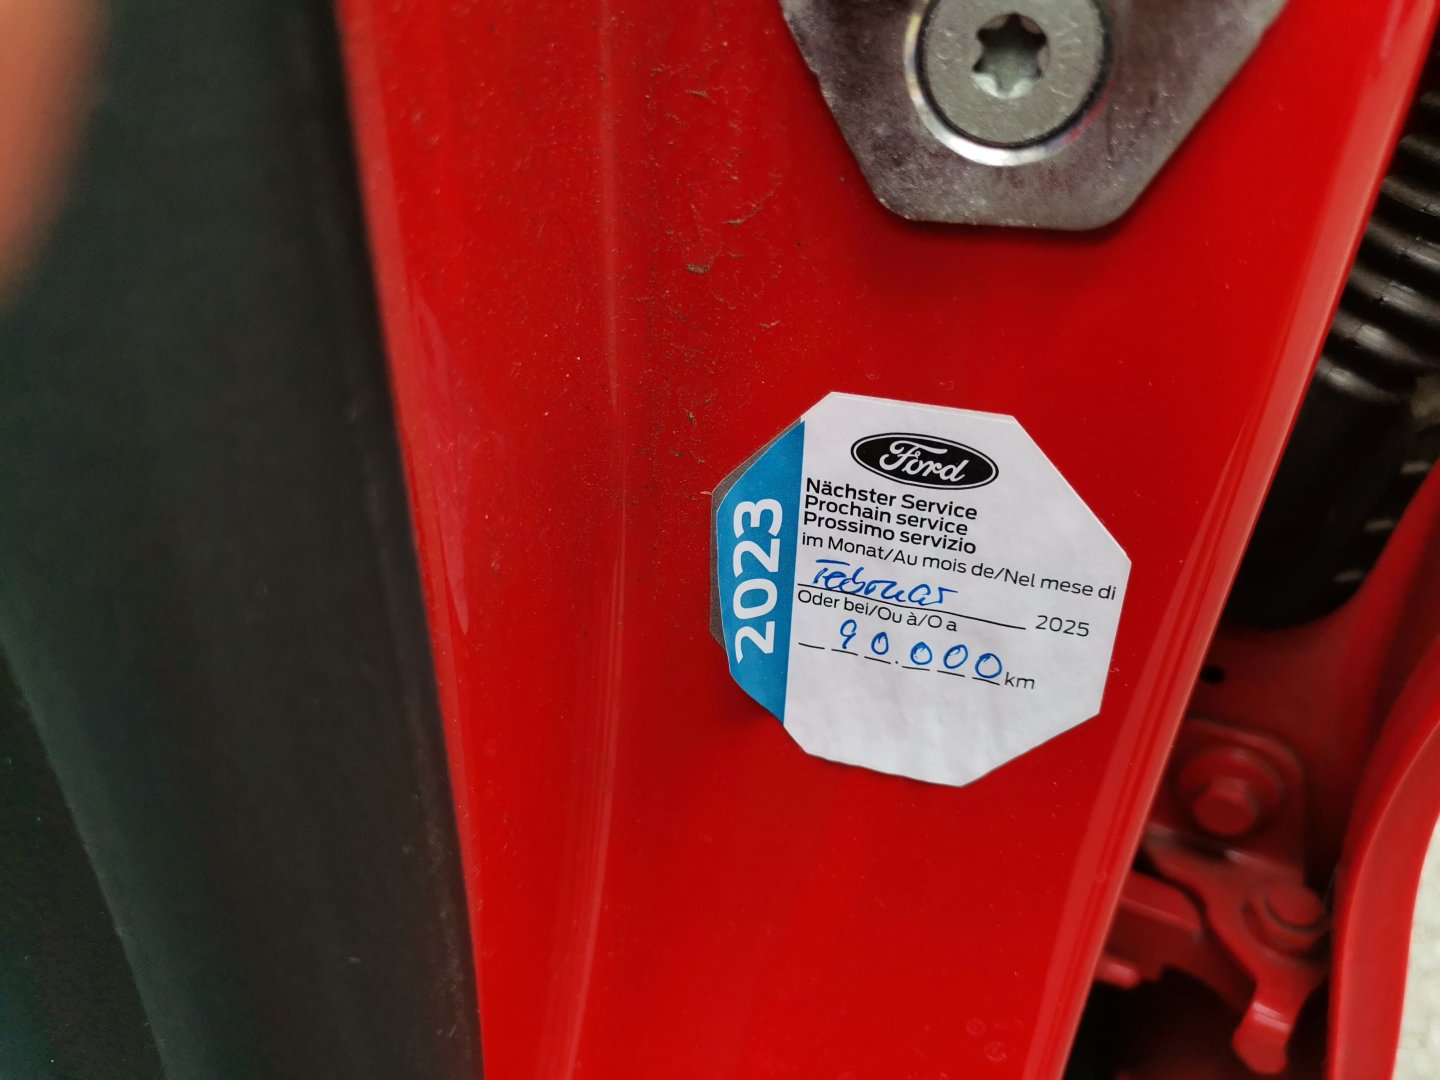 Ford
Nächster Service
Prochain service
Prossimo servizio
im Monat/Au mois de/Nel mese di
Februar 2025
Oder bei/Ou à/O a
90.000 km
2023